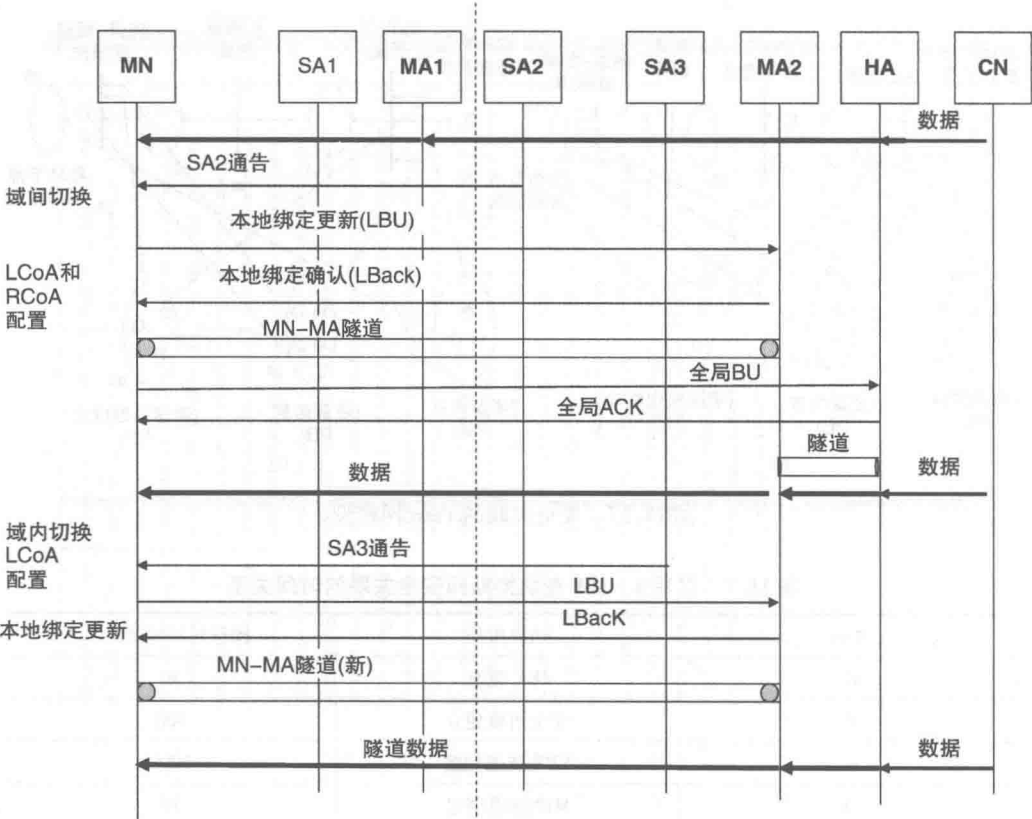 MN
SA1
MA1
SA2
SA3
MA2
HA
CN
数据
SA2通告
域间切换
本地绑定更新(LBU)
LCoA和
RCoA
配置
本地绑定确认(LBack)
MN-MA隧道
全局BU
全局ACK
隧道
数据
数据
域内切换
LCoA
配置
SA3通告
LBU
LBacK
本地绑定更新
MN-MA隧道(新)
隧道数据
数据